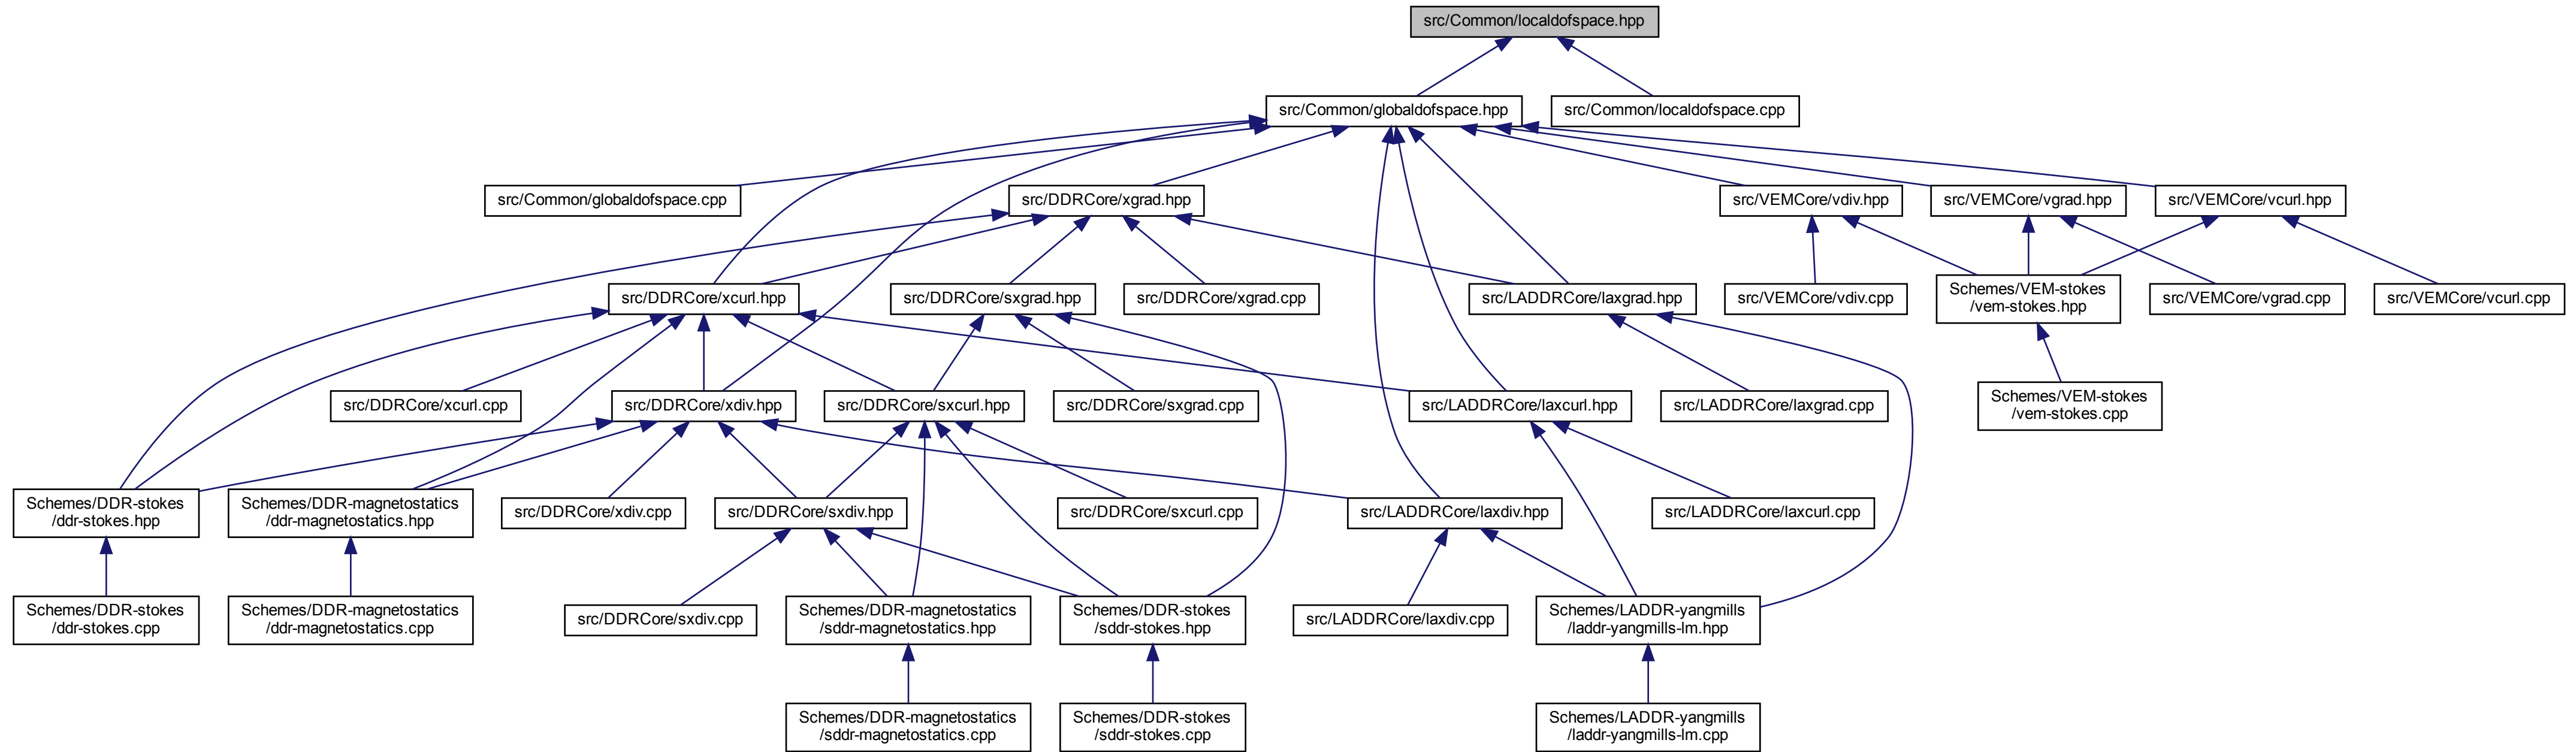 src/Common/localdofspace.hpp
src/Common/globaldofspace.hpp
src/Common/localdofspace.cpp
src/Common/globaldofspace.cpp
src/DDRCore/xgrad.hpp
src/VEMCore/vdiv.hpp
src/VEMCore/vgrad.hpp
src/VEMCore/vcurl.hpp
src/DDRCore/xcurl.hpp
src/DDRCore/sxgrad.hpp
src/DDRCore/xgrad.cpp
src/LADDRCore/laxgrad.hpp
src/VEMCore/vdiv.cpp
Schemes/VEM-stokes
/vem-stokes.hpp
src/VEMCore/vgrad.cpp
src/VEMCore/vcurl.cpp
src/DDRCore/xcurl.cpp
src/DDRCore/xdiv.hpp
src/DDRCore/sxcurl.hpp
src/DDRCore/sxgrad.cpp
src/LADDRCore/laxcurl.hpp
src/LADDRCore/laxgrad.cpp
Schemes/VEM-stokes
/vem-stokes.cpp
Schemes/DDR-stokes
/ddr-stokes.hpp
Schemes/DDR-magnetostatics
/ddr-magnetostatics.hpp
src/DDRCore/xdiv.cpp
src/DDRCore/sxdiv.hpp
src/DDRCore/sxcurl.cpp
src/LADDRCore/laxdiv.hpp
src/LADDRCore/laxcurl.cpp
Schemes/DDR-stokes
/ddr-stokes.cpp
Schemes/DDR-magnetostatics
/ddr-magnetostatics.cpp
src/DDRCore/sxdiv.cpp
Schemes/DDR-magnetostatics
/sddr-magnetostatics.hpp
Schemes/DDR-stokes
/sddr-stokes.hpp
src/LADDRCore/laxdiv.cpp
Schemes/LADDR-yangmills
/laddr-yangmills-lm.hpp
Schemes/DDR-magnetostatics
/sddr-magnetostatics.cpp
Schemes/DDR-stokes
/sddr-stokes.cpp
Schemes/LADDR-yangmills
/laddr-yangmills-lm.cpp